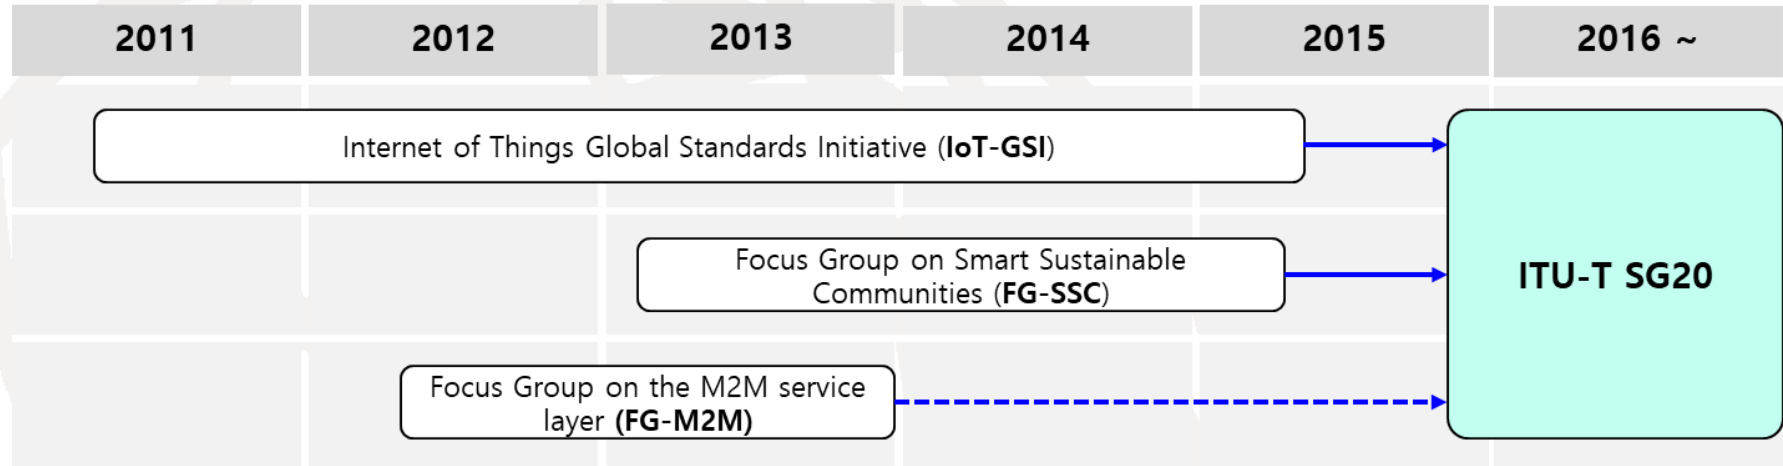 2011 2012 2013 2014 2015 2016 ~
Internet of Things Global Standards Initiative (IoT-GSI)
Focus Group on Smart Sustainable
Communities (FG-SSC)
ITU-T SG20
Focus Group on the M2M service
layer (FG-M2M)